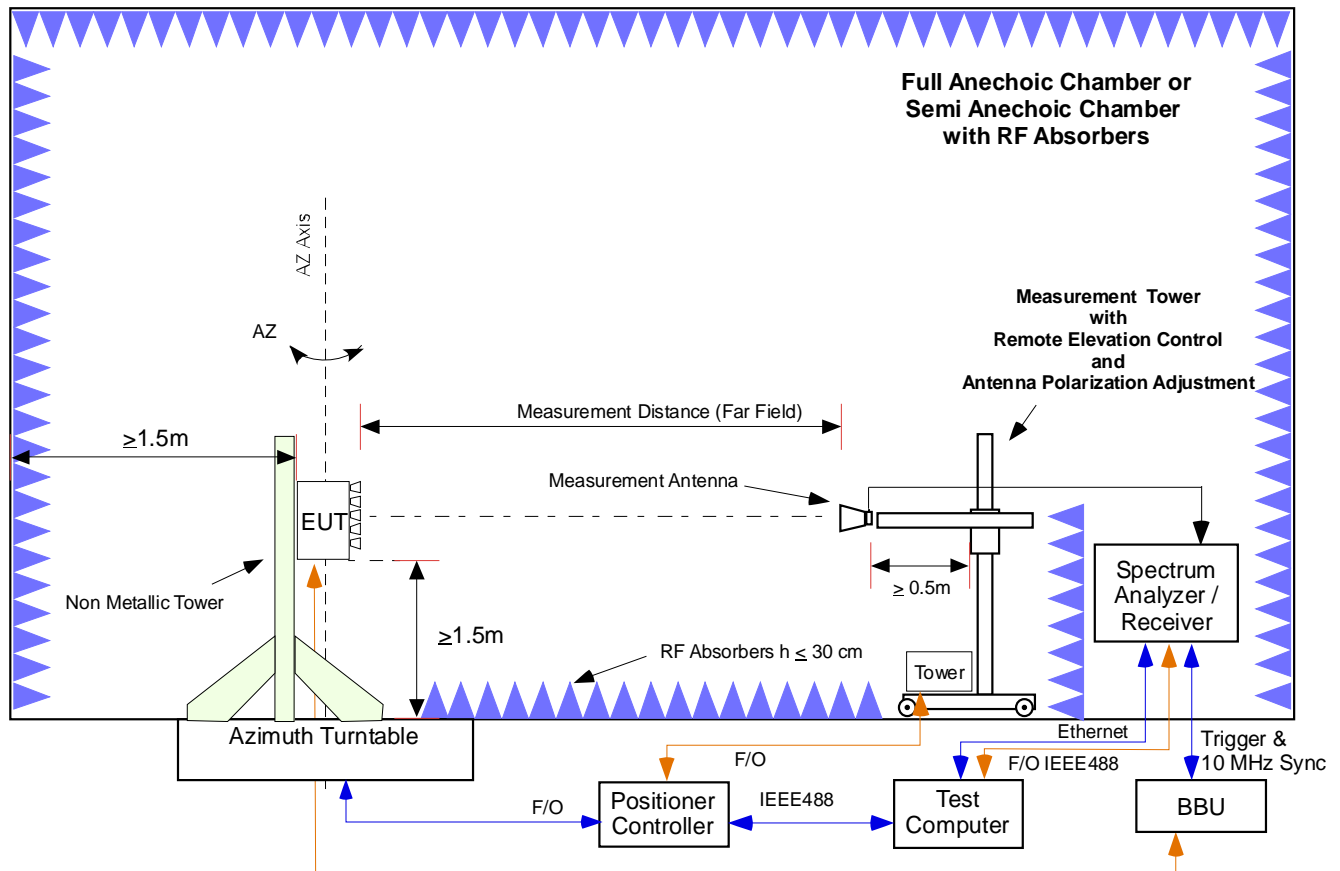 Full Anechoic Chamber or
Semi Anechoic Chamber
with RF Absorbers
AZ Axis
AZ
Measurement Tower
with
Remote Elevation Control
and
Antenna Polarization Adjustment
Measurement Distance (Far Field)
≥1.5m
Measurement Antenna
EUT
≥ 0.5m
Spectrum
Analyzer /
Receiver
Non Metallic Tower
≥1.5m
RF Absorbers h ≤ 30 cm
Tower
Azimuth Turntable
Ethernet
Trigger &
10 MHz Sync
F/O
F/O IEEE488
F/O
Positioner
Controller
IEEE488
Test
Computer
BBU